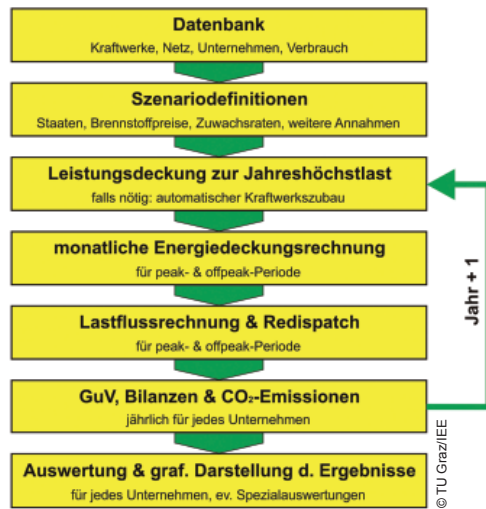 Datenbank
Kraftwerke, Netz, Unternehmen, Verbrauch
Szenariodefinitionen
Staaten, Brennstoffpreise, Zuwachsraten, weitere Annahmen
Leistungsdeckung zur Jahreshöchstlast
falls nötig: automatischer Kraftwerkszubau
monatliche Energiedeckungsrechnung
für peak- & offpeak-Periode
Lastflussrechnung & Redispatch
für peak- & offpeak-Periode
GuV, Bilanzen & CO₂-Emissionen
jährlich für jedes Unternehmen
Auswertung & graf. Darstellung d. Ergebnisse
für jedes Unternehmen, ev. Spezialauswertungen
Jahr + 1
© TU Graz/IEE